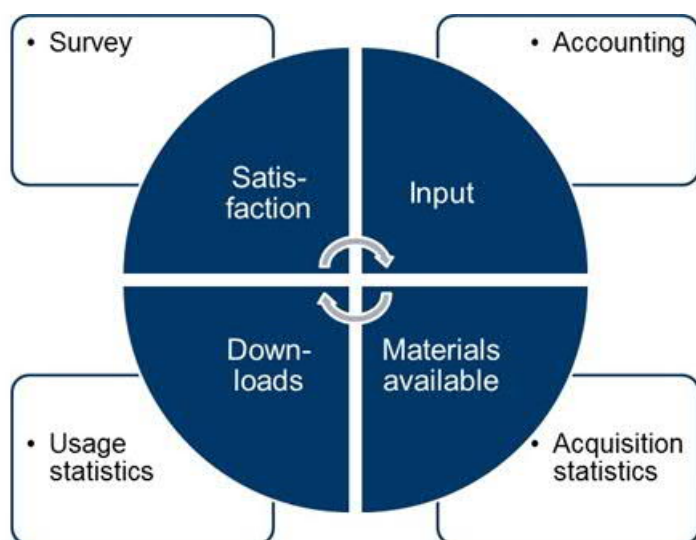 • Survey
• Accounting
Satis-
faction
Input
Down-
loads
Materials
available
• Usage
statistics
• Acquisition
statistics